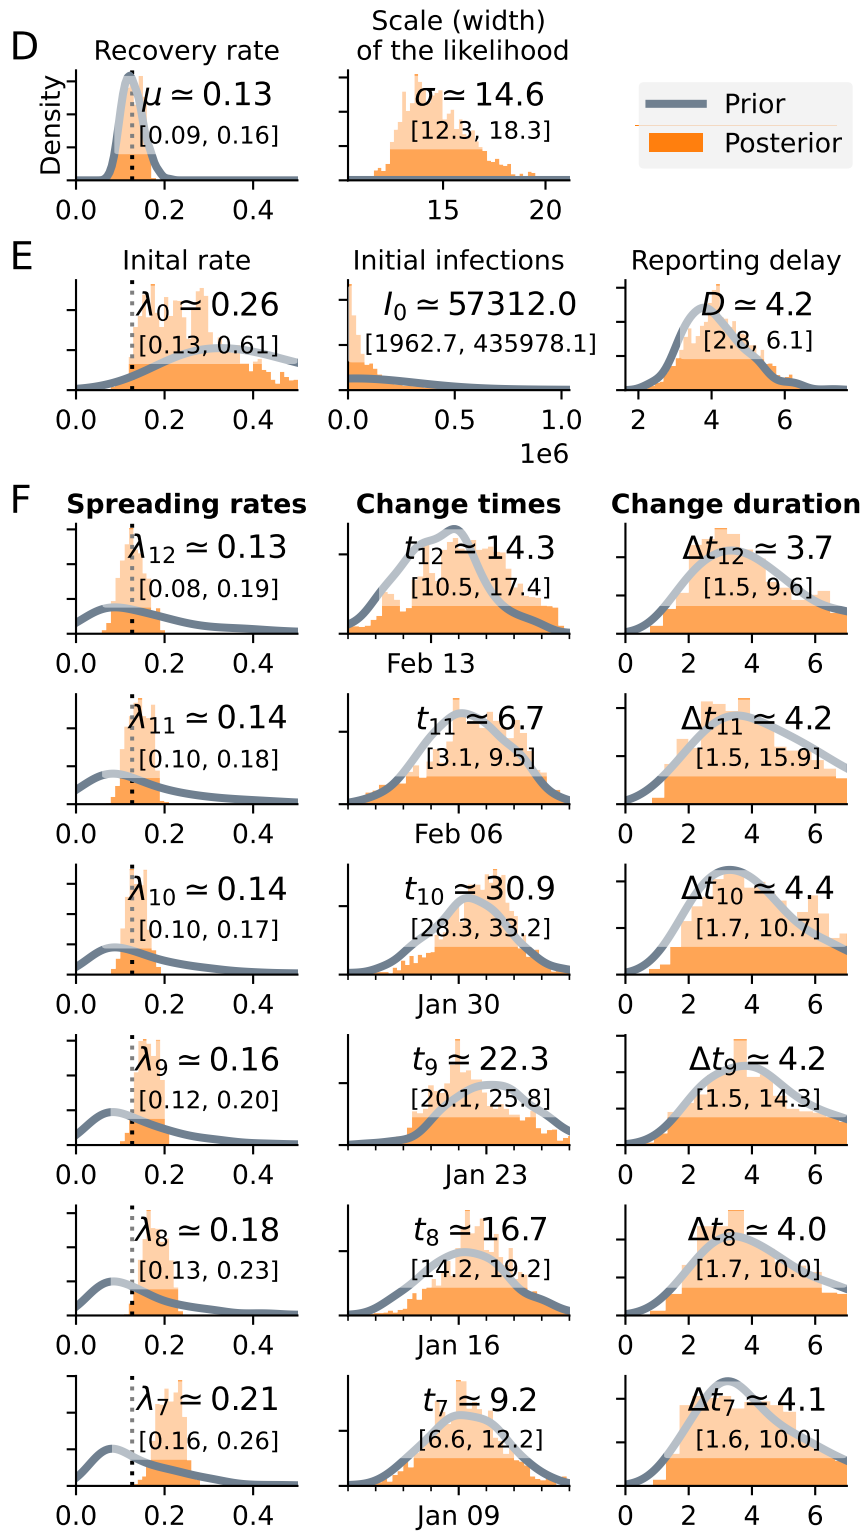 D
Recovery rate
Scale (width)
of the likelihood
Density
μ ≃ 0.13
[0.09, 0.16]
0.0 0.2 0.4
σ ≃ 14.6
[12.3, 18.3]
15 20
Prior
Posterior
E
Inital rate
λ0 ≃ 0.26
[0.13, 0.61]
0.0 0.2 0.4
Initial infections
I0 ≃ 57312.0
[1962.7, 435978.1]
0.0 0.5 1.0
1e6
Reporting delay
D ≃ 4.2
[2.8, 6.1]
2 4 6
F
Spreading rates Change times Change duration
λ12 ≃ 0.13
[0.08, 0.19]
0.0 0.2 0.4
t12 ≃ 14.3
[10.5, 17.4]
Feb 13
Δt12 ≃ 3.7
[1.5, 9.6]
0 2 4 6
λ11 ≃ 0.14
[0.10, 0.18]
0.0 0.2 0.4
t11 ≃ 6.7
[3.1, 9.5]
Feb 06
Δt11 ≃ 4.2
[1.5, 15.9]
0 2 4 6
λ10 ≃ 0.14
[0.10, 0.17]
0.0 0.2 0.4
t10 ≃ 30.9
[28.3, 33.2]
Jan 30
Δt10 ≃ 4.4
[1.7, 10.7]
0 2 4 6
λ9 ≃ 0.16
[0.12, 0.20]
0.0 0.2 0.4
t9 ≃ 22.3
[20.1, 25.8]
Jan 23
Δt9 ≃ 4.2
[1.5, 14.3]
0 2 4 6
λ8 ≃ 0.18
[0.13, 0.23]
0.0 0.2 0.4
t8 ≃ 16.7
[14.2, 19.2]
Jan 16
Δt8 ≃ 4.0
[1.7, 10.0]
0 2 4 6
λ7 ≃ 0.21
[0.16, 0.26]
0.0 0.2 0.4
t7 ≃ 9.2
[6.6, 12.2]
Jan 09
Δt7 ≃ 4.1
[1.6, 10.0]
0 2 4 6